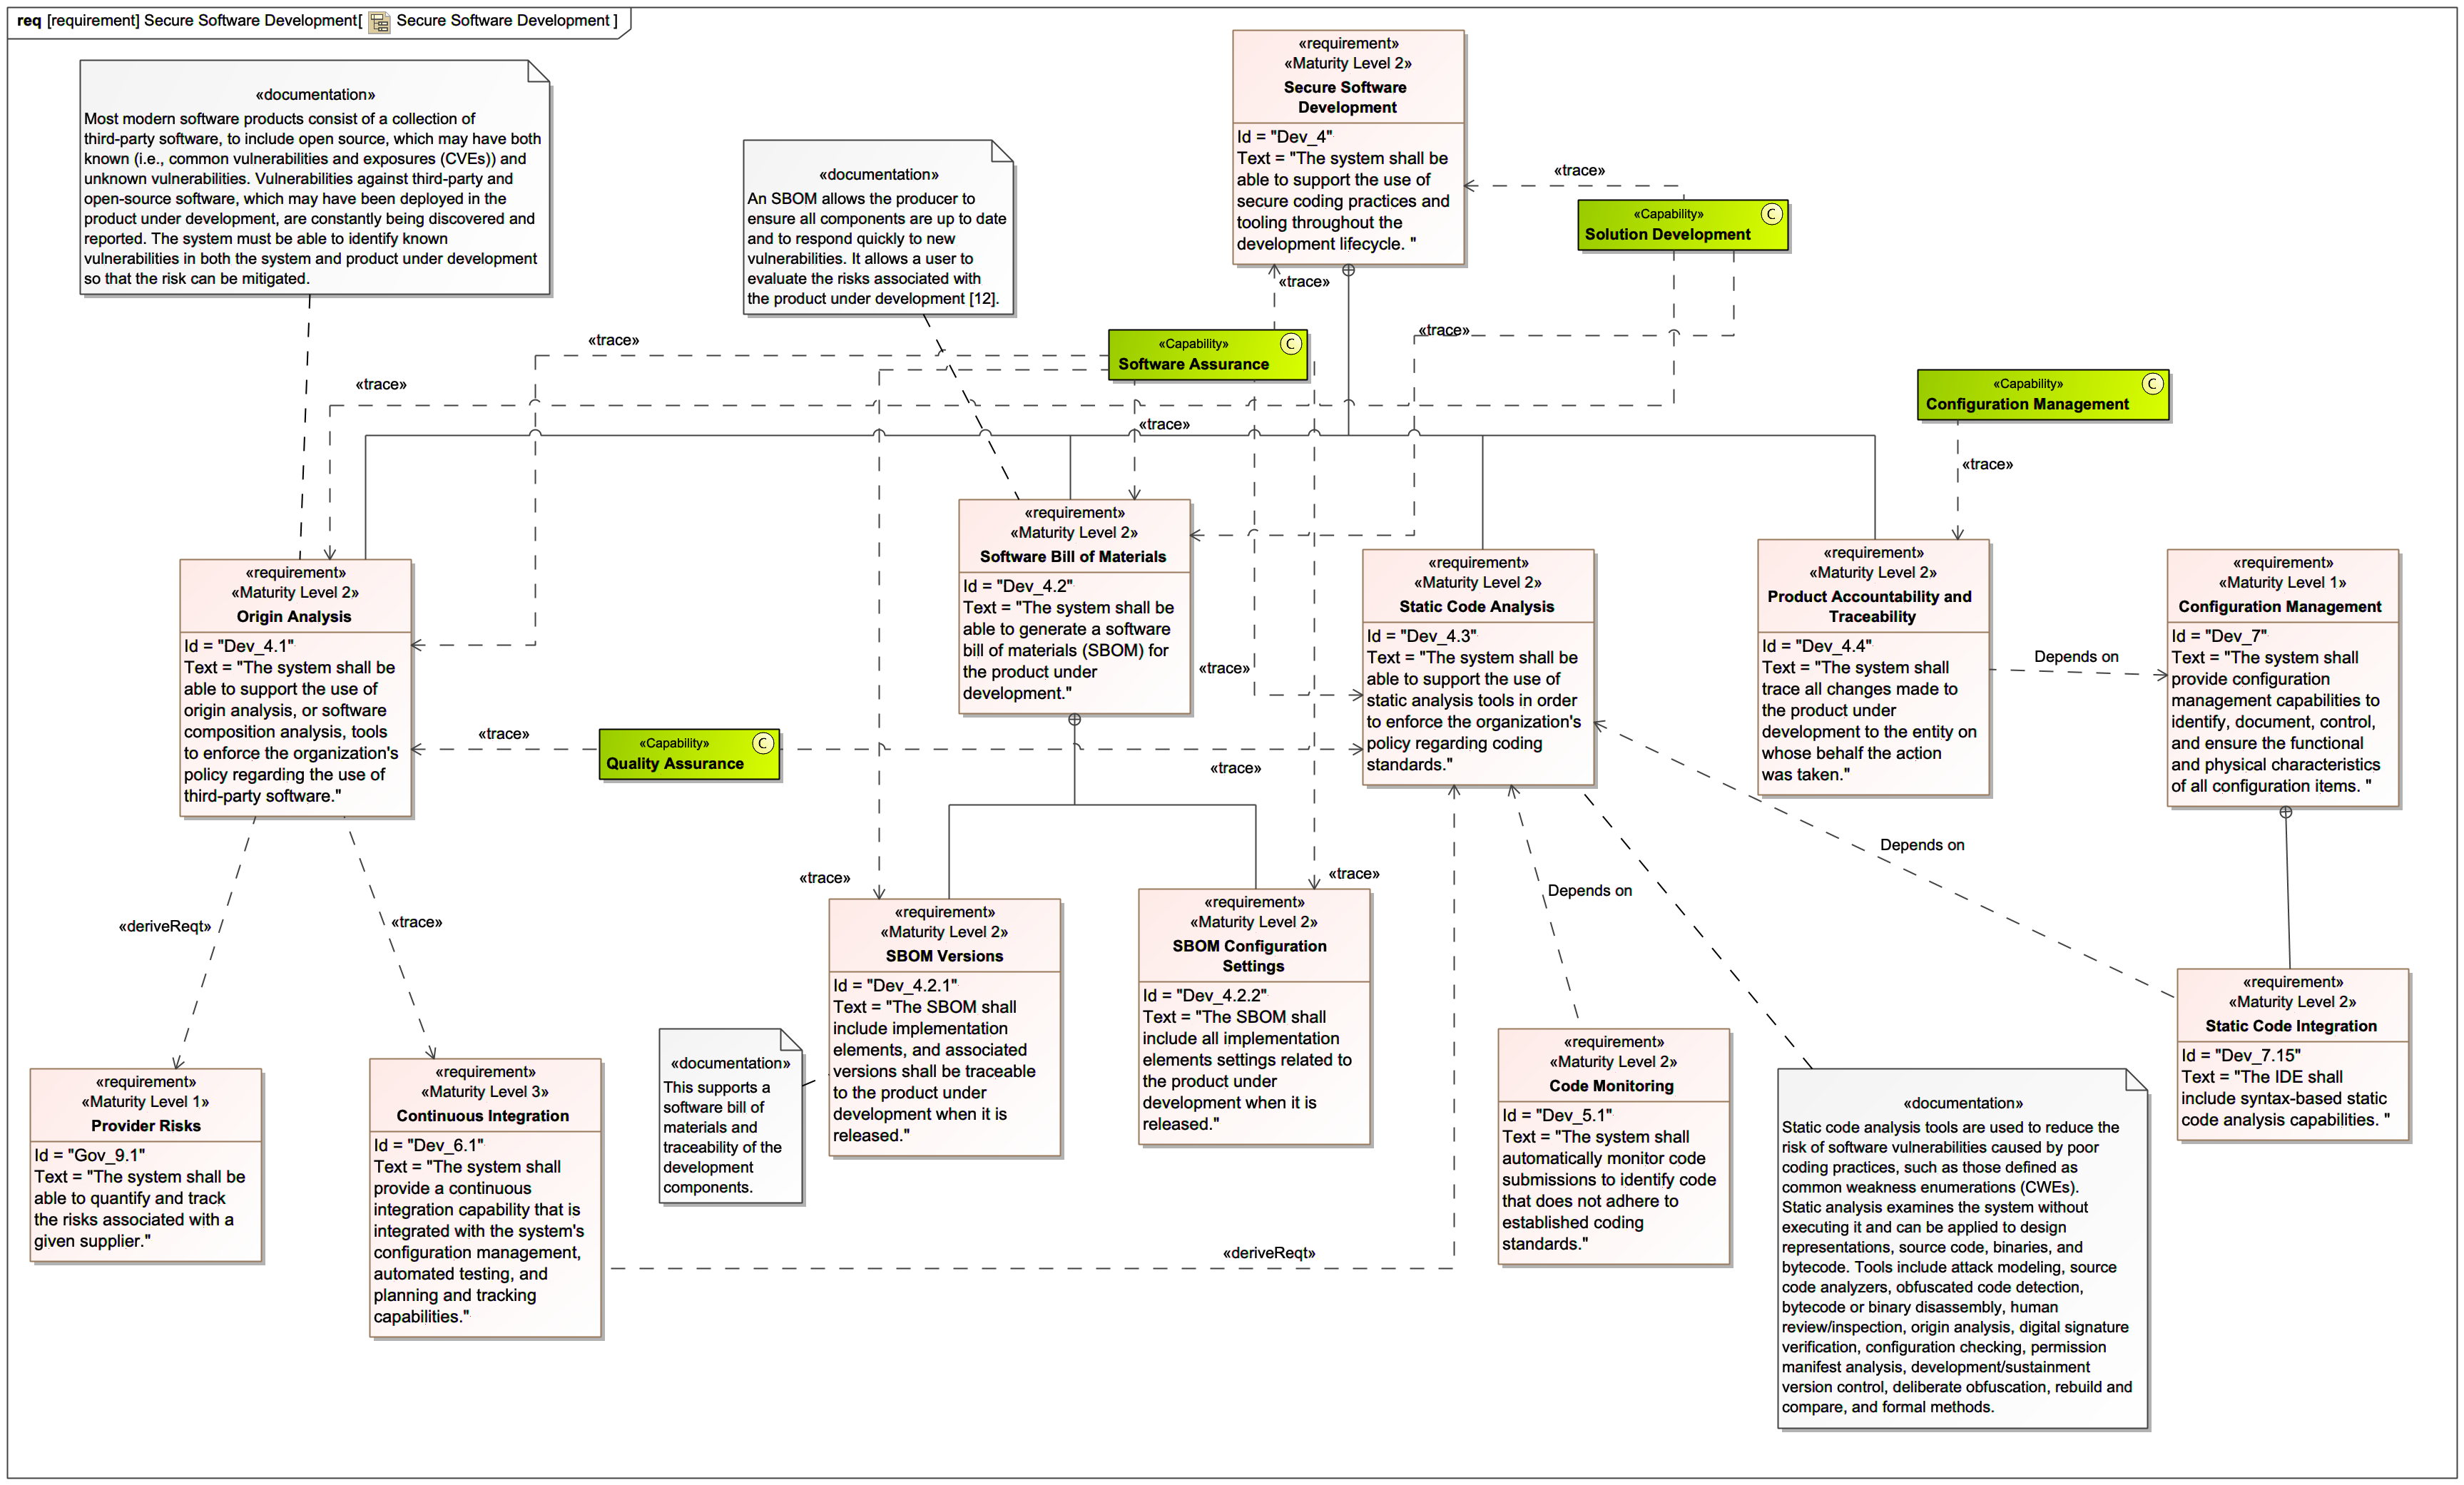 req [requirement] Secure Software Development[ Secure Software Development ]
«documentation»
Most modern software products consist of a collection of
third-party software, to include open source, which may have both
known (i.e., common vulnerabilities and exposures (CVEs)) and
unknown vulnerabilities. Vulnerabilities against third-party and
open-source software, which may have been deployed in the
product under development, are constantly being discovered and
reported. The system must be able to identify known
vulnerabilities in both the system and product under development
so that the risk can be mitigated.
«documentation»
An SBOM allows the producer to
ensure all components are up to date
and to respond quickly to new
vulnerabilities. It allows a user to
evaluate the risks associated with
the product under development [12].
«requirement»
«Maturity Level 2»
Secure Software
Development
Id = "Dev_4"
Text = "The system shall be
able to support the use of
secure coding practices and
tooling throughout the
development lifecycle. "
«trace»
«Capability»
C
Solution Development
«trace»
«trace»
«Capability»
C
Software Assurance
«trace»
«trace»
«trace»
«Capability»
C
Configuration Management
«trace»
«requirement»
«Maturity Level 2»
Origin Analysis
Id = "Dev_4.1"
Text = "The system shall be
able to support the use of
origin analysis, or software
composition analysis, tools
to enforce the organization's
policy regarding the use of
third-party software."
«requirement»
«Maturity Level 2»
Software Bill of Materials
Id = "Dev_4.2"
Text = "The system shall be
able to generate a software
bill of materials (SBOM) for
the product under
development."
«trace»
«requirement»
«Maturity Level 2»
Static Code Analysis
Id = "Dev_4.3"
Text = "The system shall be
able to support the use of
static analysis tools in order
to enforce the organization's
policy regarding coding
standards."
«requirement»
«Maturity Level 2»
Product Accountability and
Traceability
Id = "Dev_4.4"
Text = "The system shall
trace all changes made to
the product under
development to the entity on
whose behalf the action
was taken."
Depends on
«requirement»
«Maturity Level 1»
Configuration Management
Id = "Dev_7"
Text = "The system shall
provide configuration
management capabilities to
identify, document, control,
and ensure the functional
and physical characteristics
of all configuration items. "
«trace»
«Capability»
C
Quality Assurance
«trace»
Depends on
«trace»
«trace»
Depends on
«deriveReqt»
«trace»
«requirement»
«Maturity Level 1»
Provider Risks
Id = "Gov_9.1"
Text = "The system shall be
able to quantify and track
the risks associated with a
given supplier."
«requirement»
«Maturity Level 3»
Continuous Integration
Id = "Dev_6.1"
Text = "The system shall
provide a continuous
integration capability that is
integrated with the system's
configuration management,
automated testing, and
planning and tracking
capabilities."
«documentation»
This supports a
software bill of
materials and
traceability of the
development
components.
«requirement»
«Maturity Level 2»
SBOM Versions
Id = "Dev_4.2.1"
Text = "The SBOM shall
include implementation
elements, and associated
versions shall be traceable
to the product under
development when it is
released."
«requirement»
«Maturity Level 2»
SBOM Configuration
Settings
Id = "Dev_4.2.2"
Text = "The SBOM shall
include all implementation
elements settings related to
the product under
development when it is
released."
«deriveReqt»
«requirement»
«Maturity Level 2»
Code Monitoring
Id = "Dev_5.1"
Text = "The system shall
automatically monitor code
submissions to identify code
that does not adhere to
established coding
standards."
«documentation»
Static code analysis tools are used to reduce the
risk of software vulnerabilities caused by poor
coding practices, such as those defined as
common weakness enumerations (CWEs).
Static analysis examines the system without
executing it and can be applied to design
representations, source code, binaries, and
bytecode. Tools include attack modeling, source
code analyzers, obfuscated code detection,
bytecode or binary disassembly, human
review/inspection, origin analysis, digital signature
verification, configuration checking, permission
manifest analysis, development/sustainment
version control, deliberate obfuscation, rebuild and
compare, and formal methods.
«requirement»
«Maturity Level 2»
Static Code Integration
Id = "Dev_7.15"
Text = "The IDE shall
include syntax-based static
code analysis capabilities. "